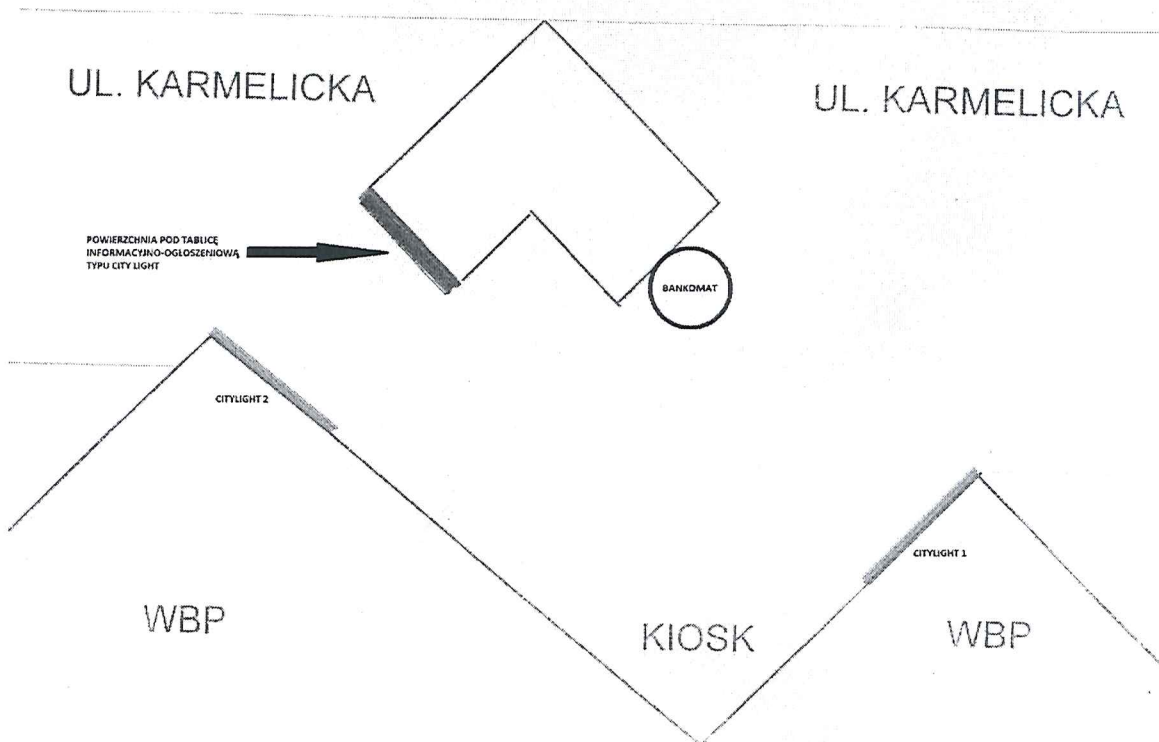 UL. KARMELICKA
UL. KARMELICKA
POWIERZCHNIA POD TABLICĘ
INFORMACYJNO-OGŁOSZENIOWĄ
TYPU CITY LIGHT
BANKOMAT
CITYLIGHT 2
CITYLIGHT 1
WBP
KIOSK
WBP